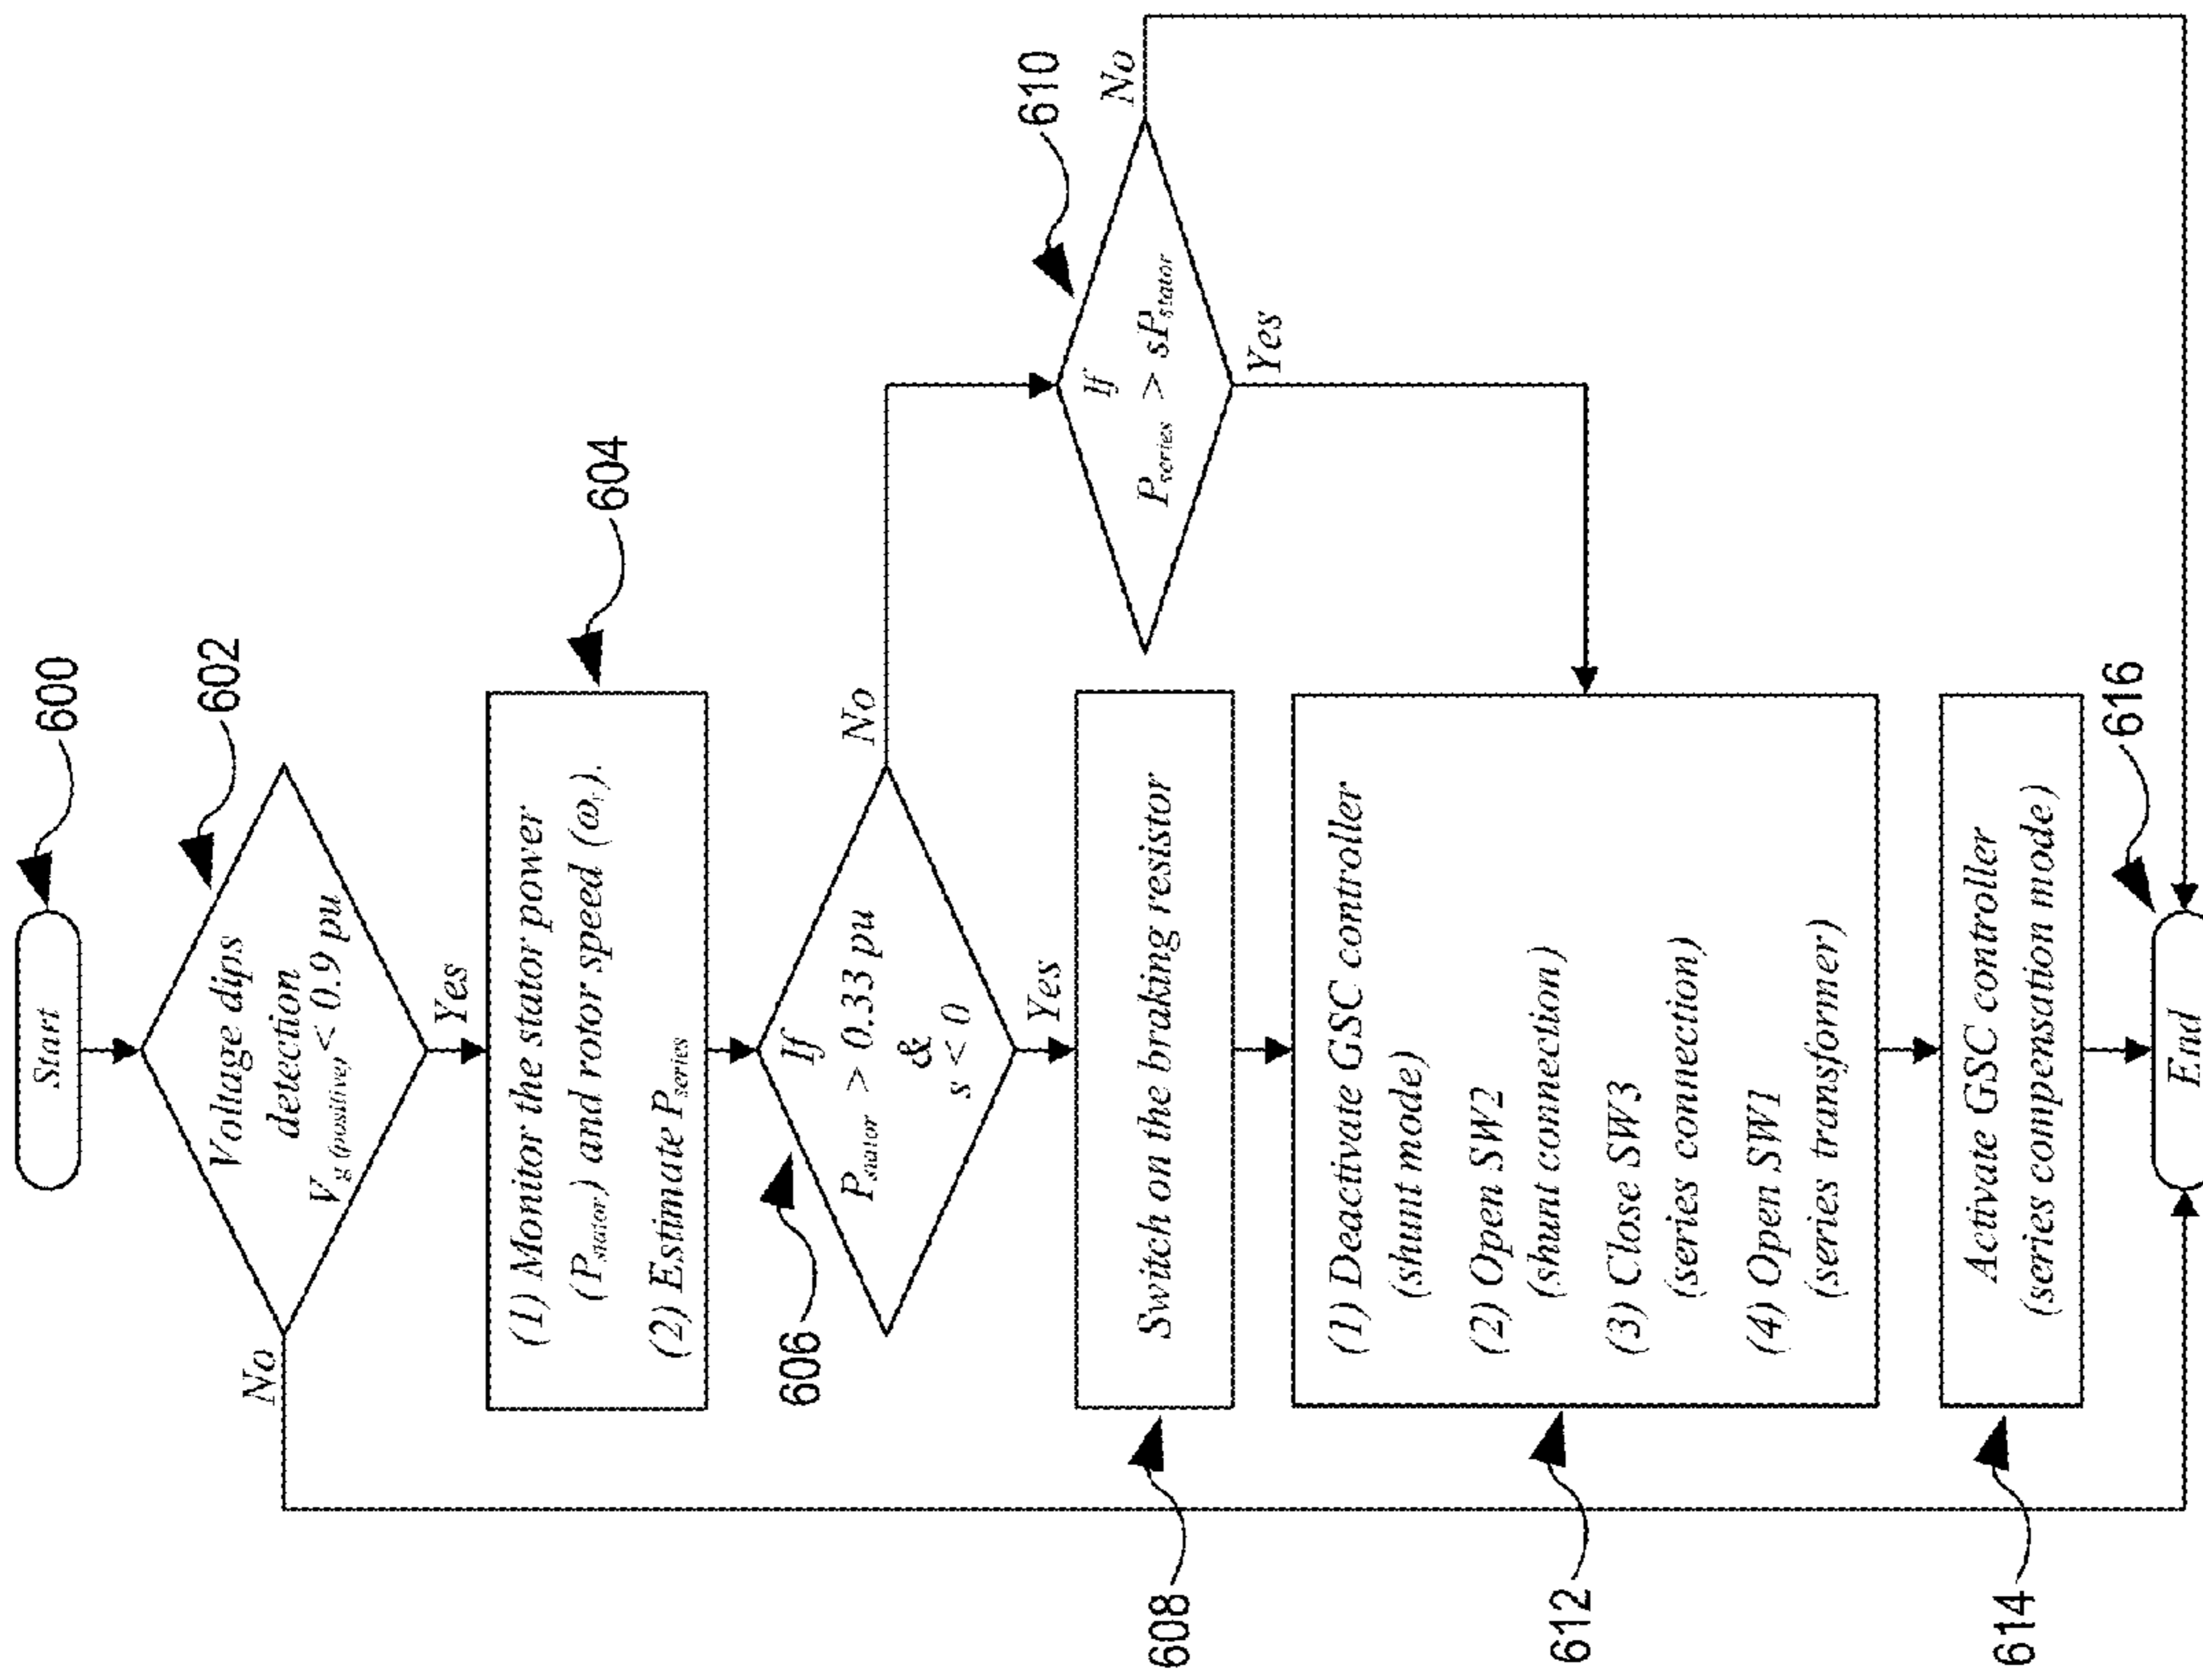 600
Start
602
Voltage dips
detection
V_g (positive) < 0.9 pu
No
Yes
604
(1) Monitor the stator power
(P_stator) and rotor speed (ω_r).
(2) Estimate P_series
606
If
P_stator > 0.33 pu
&
s < 0
No
Yes
610
If
P_series > sP_stator
No
Yes
608
Switch on the braking resistor
612
(1) Deactivate GSC controller
(shunt mode)
(2) Open SW2
(shunt connection)
(3) Close SW3
(series connection)
(4) Open SW1
(series transformer)
614
Activate GSC controller
(series compensation mode)
616
End